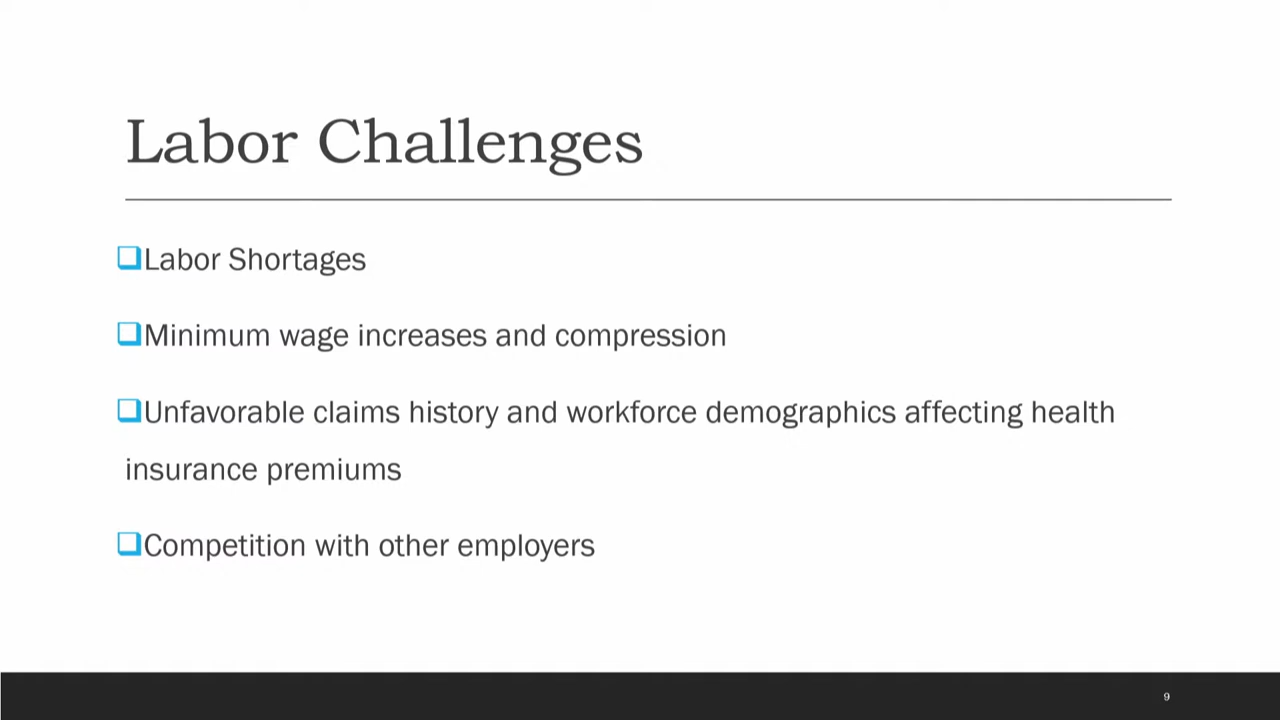 Labor Challenges
Labor Shortages
Minimum wage increases and compression
Unfavorable claims history and workforce demographics affecting health
insurance premiums
Competition with other employers
9